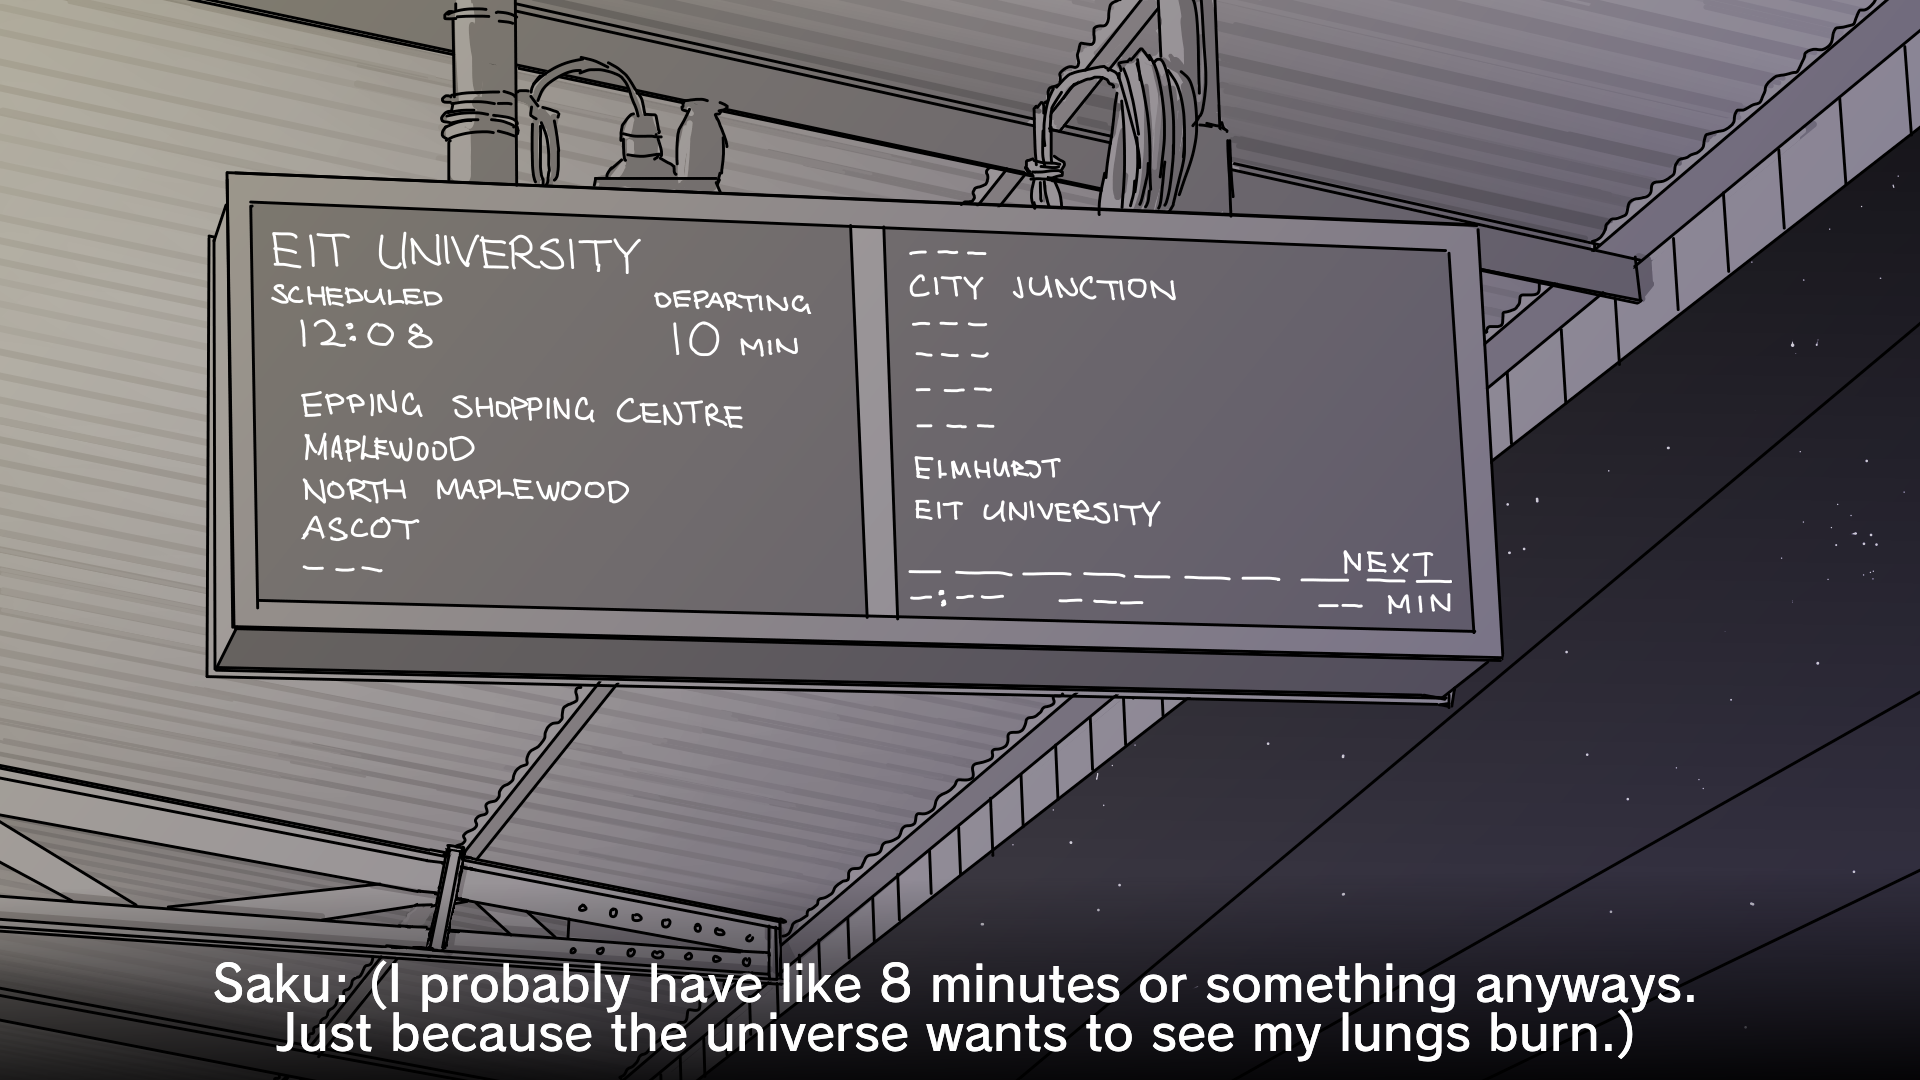 EIT UNIVERSITY
SCHEDULED
DEPARTING
12:08
10 MIN
EPPING SHOPPING CENTRE
MAPLEWOOD
NORTH MAPLEWOOD
ASCOT
---
---
CITY JUNCTION
---
---
---
---
ELMHURST
EIT UNIVERSITY
NEXT
-:-- --- -- MIN
Saku: (I probably have like 8 minutes or something anyways.
Just because the universe wants to see my lungs burn.)